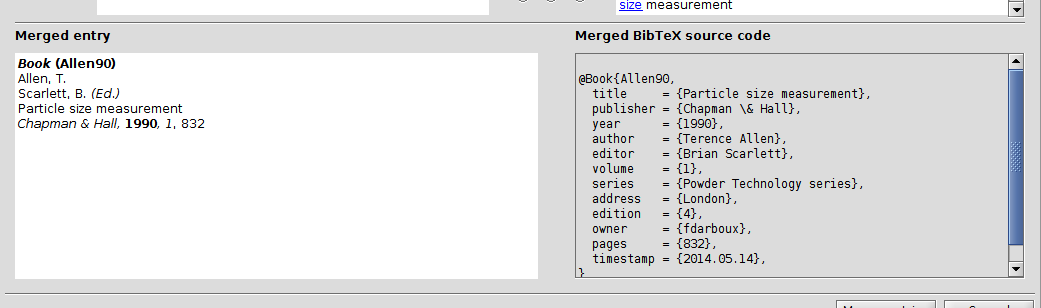 size measurement
Merged entry
Merged BibTeX source code
Book (Allen90)
Allen, T.
Scarlett, B. (Ed.)
Particle size measurement
Chapman & Hall, 1990, 1, 832
@Book{Allen90,
  title     = {Particle size measurement},
  publisher = {Chapman \& Hall},
  year      = {1990},
  author    = {Terence Allen},
  editor    = {Brian Scarlett},
  volume    = {1},
  series    = {Powder Technology series},
  address   = {London},
  edition   = {4},
  owner     = {fdarboux},
  pages     = {832},
  timestamp = {2014.05.14},
}